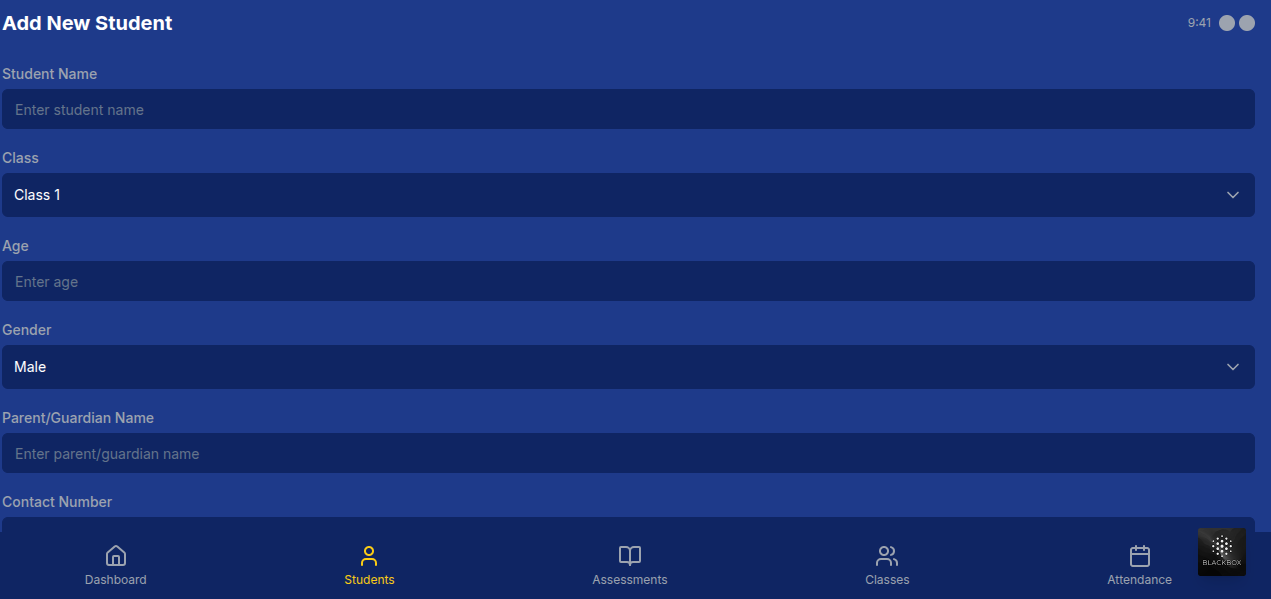 Add New Student
9:41
Student Name
Enter student name
Class
Class 1
Age
Enter age
Gender
Male
Parent/Guardian Name
Enter parent/guardian name
Contact Number
Dashboard
Students
Assessments
Classes
Attendance
BLACKBOX